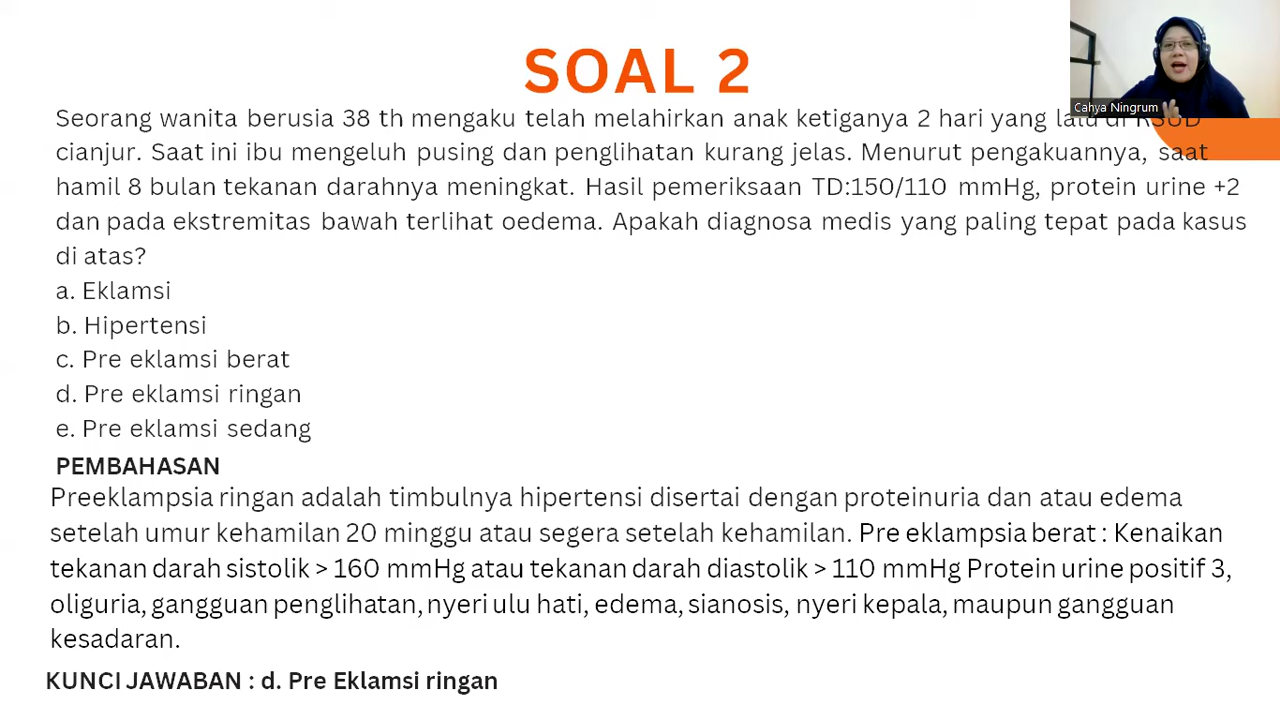 SOAL 2
Cahya Ningrum
Seorang wanita berusia 38 th mengaku telah melahirkan anak ketiganya 2 hari yang lalu di RSUD
cianjur. Saat ini ibu mengeluh pusing dan penglihatan kurang jelas. Menurut pengakuannya, saat
hamil 8 bulan tekanan darahnya meningkat. Hasil pemeriksaan TD:150/110 mmHg, protein urine +2
dan pada ekstremitas bawah terlihat oedema. Apakah diagnosa medis yang paling tepat pada kasus
di atas?
a. Eklamsi
b. Hipertensi
c. Pre eklamsi berat
d. Pre eklamsi ringan
e. Pre eklamsi sedang
PEMBAHASAN
Preeklampsia ringan adalah timbulnya hipertensi disertai dengan proteinuria dan atau edema
setelah umur kehamilan 20 minggu atau segera setelah kehamilan. Pre eklampsia berat : Kenaikan
tekanan darah sistolik > 160 mmHg atau tekanan darah diastolik > 110 mmHg Protein urine positif 3,
oliguria, gangguan penglihatan, nyeri ulu hati, edema, sianosis, nyeri kepala, maupun gangguan
kesadaran.
KUNCI JAWABAN : d. Pre Eklamsi ringan